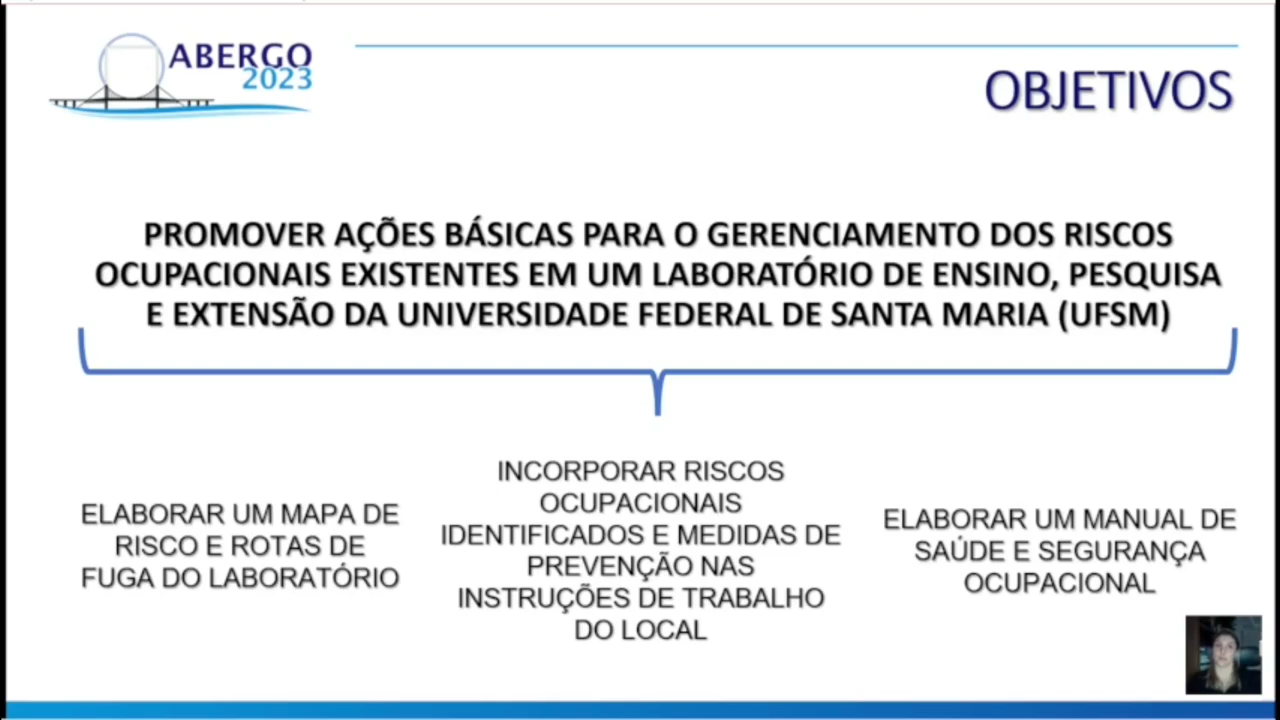 ABERGO
2023
OBJETIVOS
PROMOVER AÇÕES BÁSICAS PARA O GERENCIAMENTO DOS RISCOS
OCUPACIONAIS EXISTENTES EM UM LABORATÓRIO DE ENSINO, PESQUISA
E EXTENSÃO DA UNIVERSIDADE FEDERAL DE SANTA MARIA (UFSM)
ELABORAR UM MAPA DE
RISCO E ROTAS DE
FUGA DO LABORATÓRIO
INCORPORAR RISCOS
OCUPACIONAIS
IDENTIFICADOS E MEDIDAS DE
PREVENÇÃO NAS
INSTRUÇÕES DE TRABALHO
DO LOCAL
ELABORAR UM MANUAL DE
SAÚDE E SEGURANÇA
OCUPACIONAL